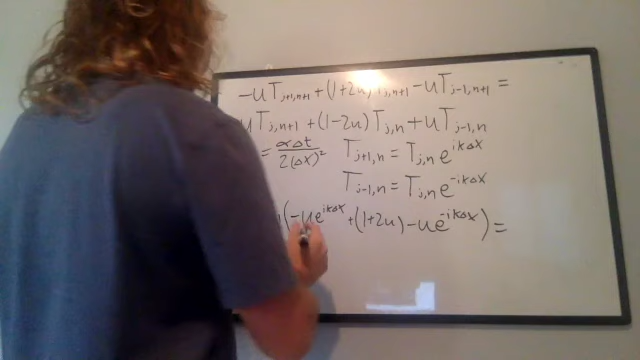 -uT_{j+1,n+1} + (1+2u)T_{j,n+1} - uT_{j-1,n+1} =
uT_{j,n+1} + (1-2u)T_{j,n} + uT_{j-1,n}
= \frac{αΔt}{2(Δx)^2} T_{j+1,n} = T_{j,n} e^{ikΔx}
T_{j-1,n} = T_{j,n} e^{-ikΔx}
(-ue^{ikΔx} + (1+2u) - ue^{-ikΔx}) =